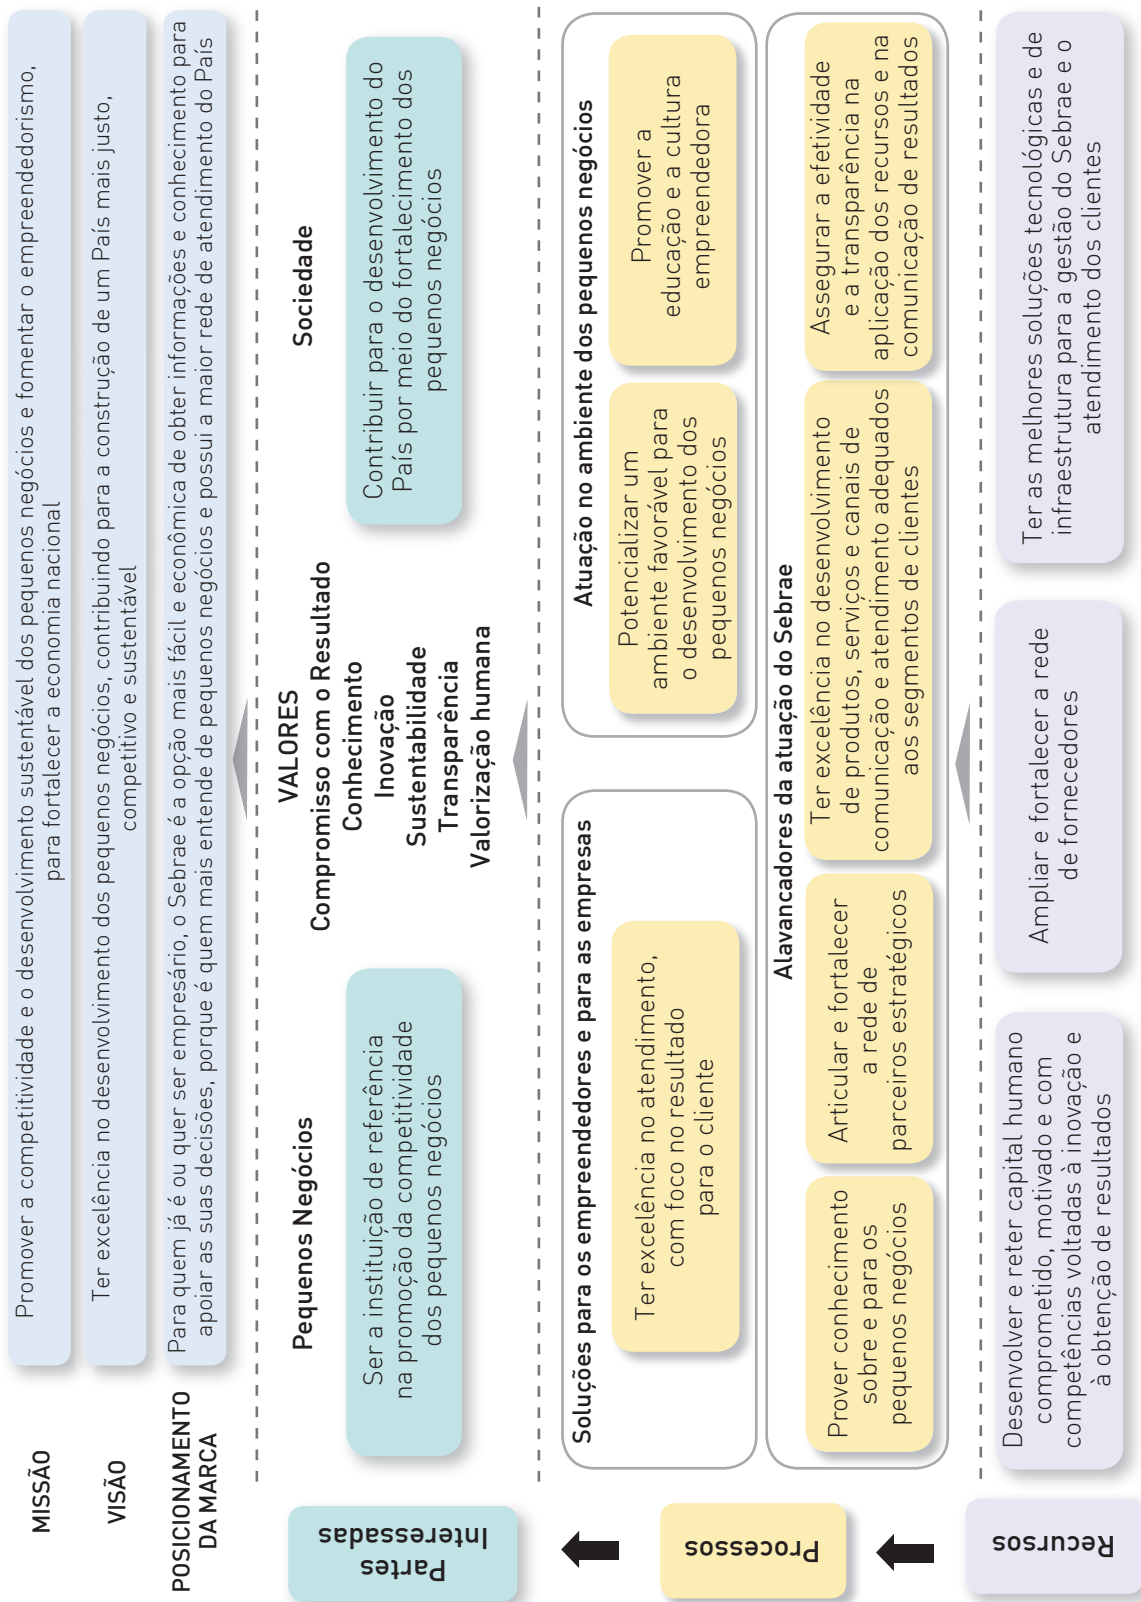 MISSÃO
Promover a competitividade e o desenvolvimento sustentável dos pequenos negócios e fomentar o empreendedorismo,
para fortalecer a economia nacional
VISÃO
Ter excelência no desenvolvimento dos pequenos negócios, contribuindo para a construção de um País mais justo,
competitivo e sustentável
POSICIONAMENTO
DA MARCA
Para quem já é ou quer ser empresário, o Sebrae é a opção mais fácil e econômica de obter informações e conhecimento para
apoiar as suas decisões, porque é quem mais entende de pequenos negócios e possui a maior rede de atendimento do País
Partes
Interessadas
Pequenos Negócios
Ser a instituição de referência
na promoção da competitividade
dos pequenos negócios
VALORES
Compromisso com o Resultado
Conhecimento
Inovação
Sustentabilidade
Transparência
Valorização humana
Sociedade
Contribuir para o desenvolvimento do
País por meio do fortalecimento dos
pequenos negócios
Processos
Soluções para os empreendedores e para as empresas
Ter excelência no atendimento,
com foco no resultado
para o cliente
Atuação no ambiente dos pequenos negócios
Potencializar um
ambiente favorável para
o desenvolvimento dos
pequenos negócios
Promover a
educação e a cultura
empreendedora
Alavancadores da atuação do Sebrae
Prover conhecimento
sobre e para os
pequenos negócios
Articular e fortalecer
a rede de
parceiros estratégicos
Ter excelência no desenvolvimento
de produtos, serviços e canais de
comunicação e atendimento adequados
aos segmentos de clientes
Assegurar a efetividade
e a transparência na
aplicação dos recursos e na
comunicação de resultados
Recursos
Desenvolver e reter capital humano
comprometido, motivado e com
competências voltadas à inovação e
à obtenção de resultados
Ampliar e fortalecer a rede
de fornecedores
Ter as melhores soluções tecnológicas e de
infraestrutura para a gestão do Sebrae e o
atendimento dos clientes